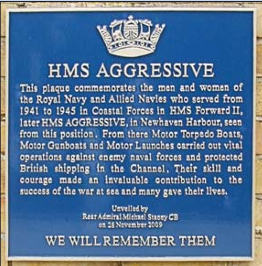 HMS AGGRESSIVE
This plaque commemorates the men and women of
the Royal Navy and Allied Navies who served from
1941 to 1945 in Coastal Forces in HMS Forward II,
later HMS AGGRESSIVE, in Newhaven Harbour, seen
from this position. From there Motor Torpedo Boats,
Motor Gunboats and Motor Launches carried out vital
operations against enemy naval forces and protected
British shipping in the Channel. Their skill and
courage made an invaluable contribution to the
success of the war at sea and many gave their lives.
Unveiled by
Rear Admiral Michael Stacey CB
on 25 November 2009
WE WILL REMEMBER THEM